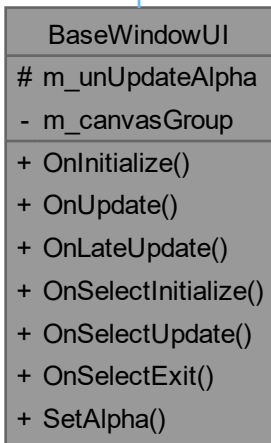 BaseWindowUI
# m_unUpdateAlpha
- m_canvasGroup
+ OnInitialize()
+ OnUpdate()
+ OnLateUpdate()
+ OnSelectInitialize()
+ OnSelectUpdate()
+ OnSelectExit()
+ SetAlpha()